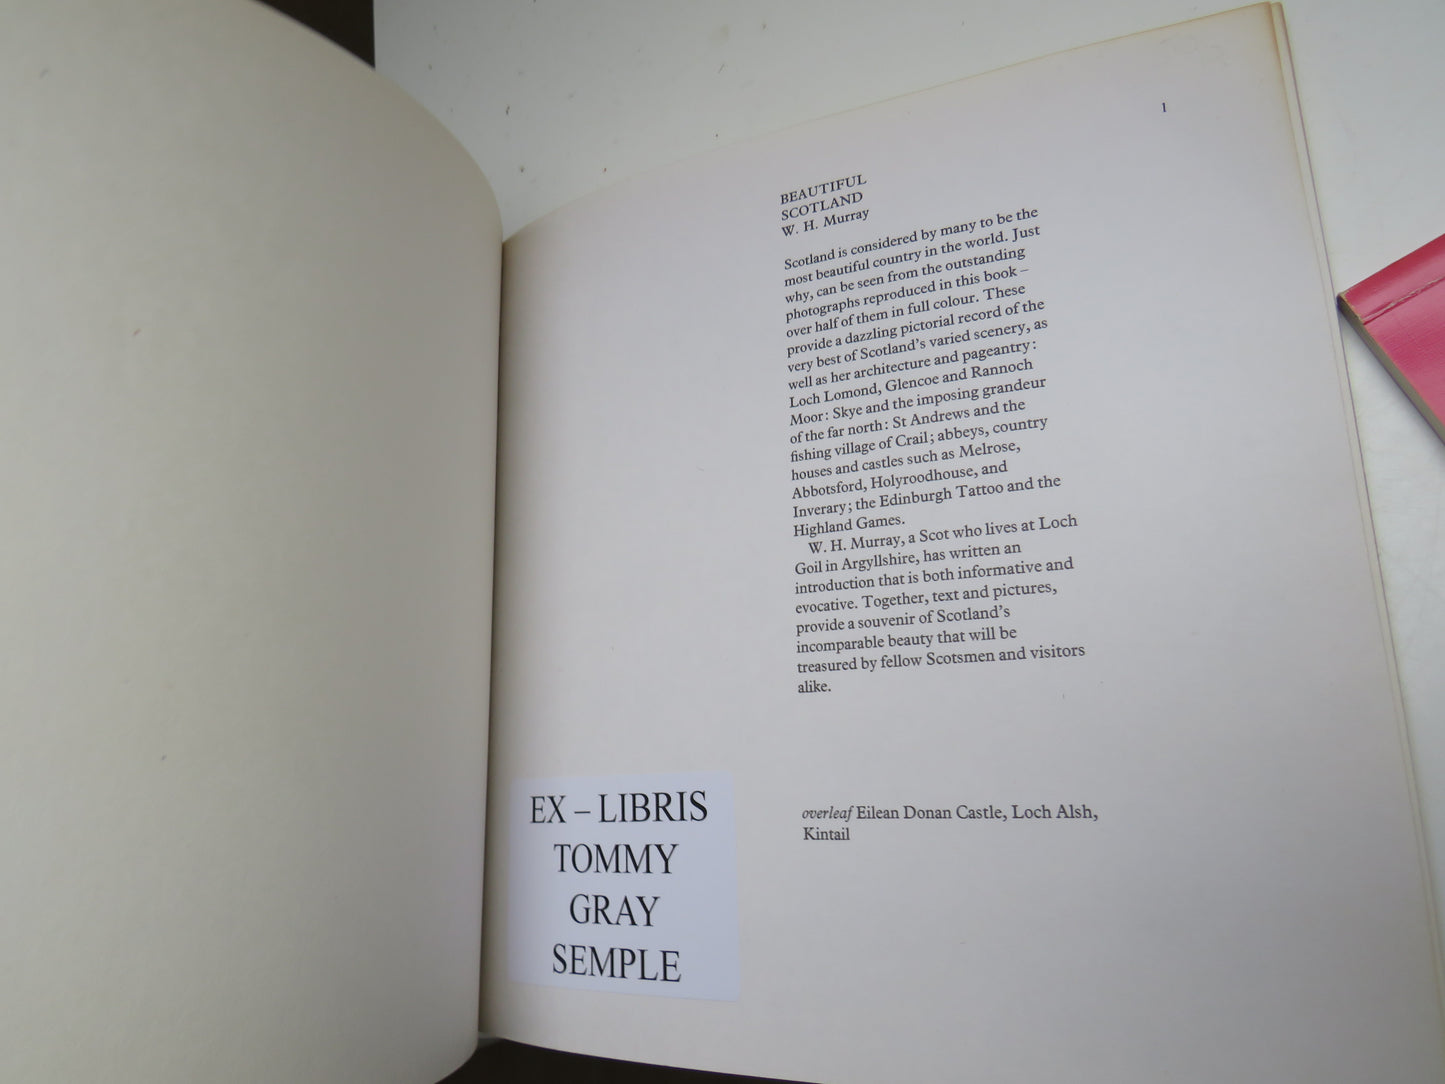 1
BEAUTIFUL
SCOTLAND
W. H. Murray
Scotland is considered by many to be the
most beautiful country in the world. Just
why, can be seen from the outstanding
photographs reproduced in this book –
over half of them in full colour. These
provide a dazzling pictorial record of the
very best of Scotland's varied scenery, as
well as her architecture and pageantry:
Loch Lomond, Glencoe and Rannoch
Moor: Skye and the imposing grandeur
of the far north: St Andrews and the
fishing village of Crail; abbeys, country
houses and castles such as Melrose,
Abbotsford, Holyroodhouse, and
Inverary; the Edinburgh Tattoo and the
Highland Games.
W. H. Murray, a Scot who lives at Loch
Goil in Argyllshire, has written an
introduction that is both informative and
evocative. Together, text and pictures,
provide a souvenir of Scotland's
incomparable beauty that will be
treasured by fellow Scotsmen and visitors
alike.
overleaf Eilean Donan Castle, Loch Alsh,
Kintail
EX – LIBRIS
TOMMY
GRAY
SEMPLE